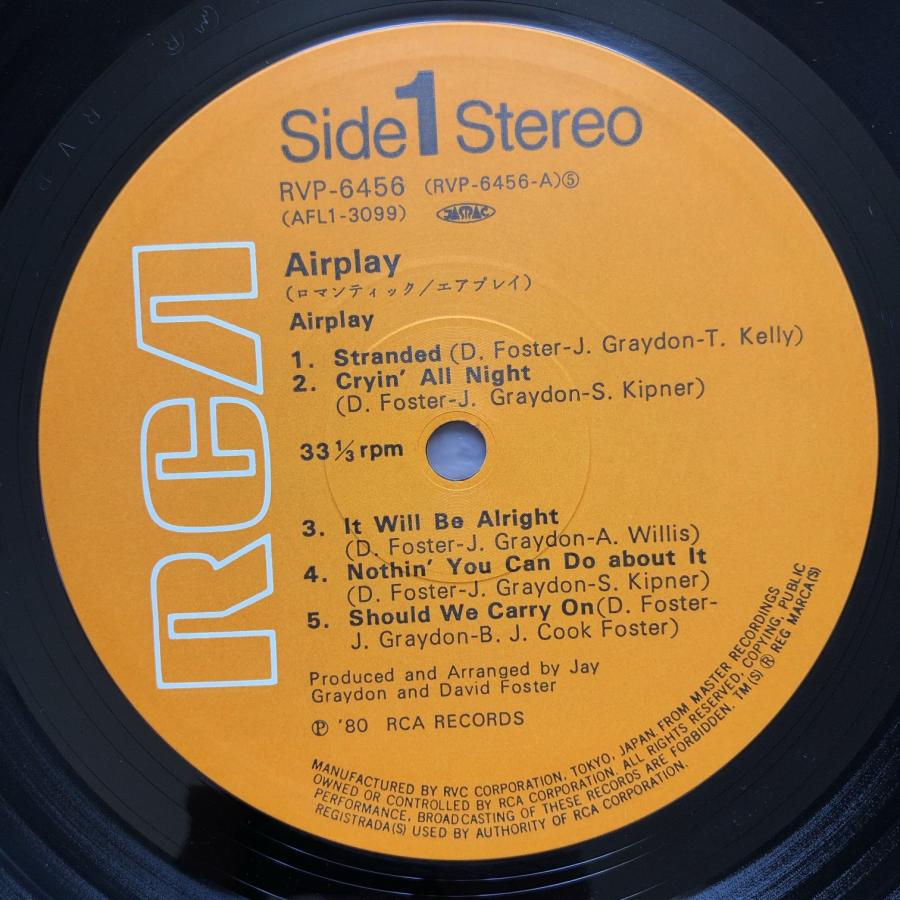 Side 1 Stereo
RVP-6456 (RVP-6456-A)⑤
(AFL1-3099) JASRAC
Airplay
(ロマンティック/エアプレイ)
Airplay
1. Stranded (D. Foster-J. Graydon-T. Kelly)
2. Cryin' All Night
(D. Foster-J. Graydon-S. Kipner)
33 1/3 rpm
3. It Will Be Alright
(D. Foster-J. Graydon-A. Willis)
4. Nothin' You Can Do about It
(D. Foster-J. Graydon-S. Kipner)
5. Should We Carry On(D. Foster-
J. Graydon-B. J. Cook Foster)
Produced and Arranged by Jay
Graydon and David Foster
℗ '80 RCA RECORDS
MANUFACTURED BY RVC CORPORATION, TOKYO, JAPAN. FROM MASTER RECORDINGS
OWNED OR CONTROLLED BY RCA CORPORATION. ALL RIGHTS RESERVED, COPYING, PUBLIC
PERFORMANCE, BROADCASTING OF THESE RECORDS ARE FORBIDDEN. TM(S) ® REG MARCA(S)
REGISTRADA(S) USED BY AUTHORITY OF RCA CORPORATION.
RCA